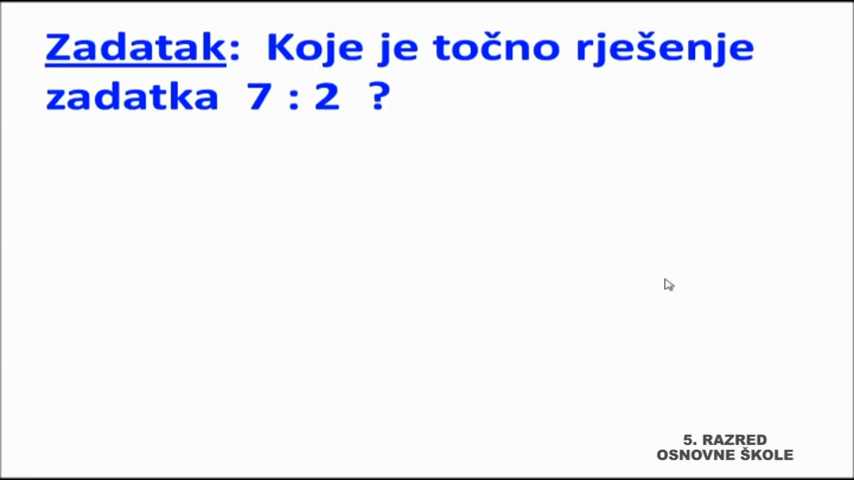 Zadatak: Koje je točno rješenje
zadatka 7 : 2 ?
5. RAZRED
OSNOVNE ŠKOLE